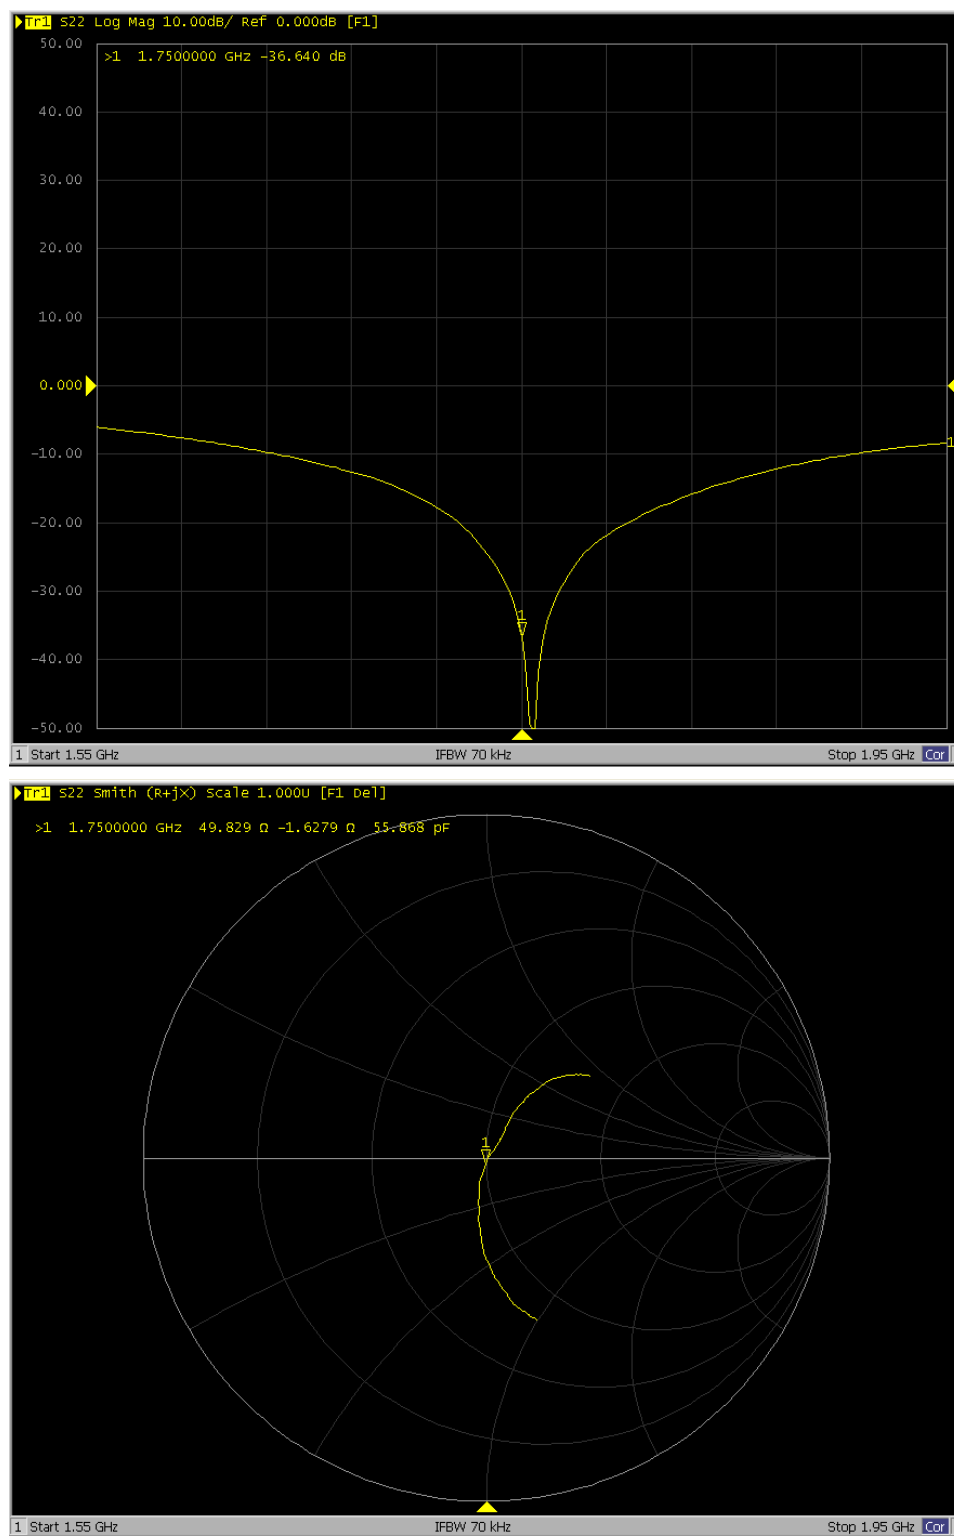 Tr1 S22 Log Mag 10.00dB/ Ref 0.000dB [F1]
50.00
>1 1.7500000 GHz -36.640 dB
40.00
30.00
20.00
10.00
0.000
1
-10.00
-20.00
-30.00
1
-40.00
-50.00
1 Start 1.55 GHz IFBW 70 kHz Stop 1.95 GHz Cor
Tr1 S22 Smith (R+jX) Scale 1.000U [F1 Del]
>1 1.7500000 GHz 49.829 Ω -1.6279 Ω 55.868 pF
1
1 Start 1.55 GHz IFBW 70 kHz Stop 1.95 GHz Cor